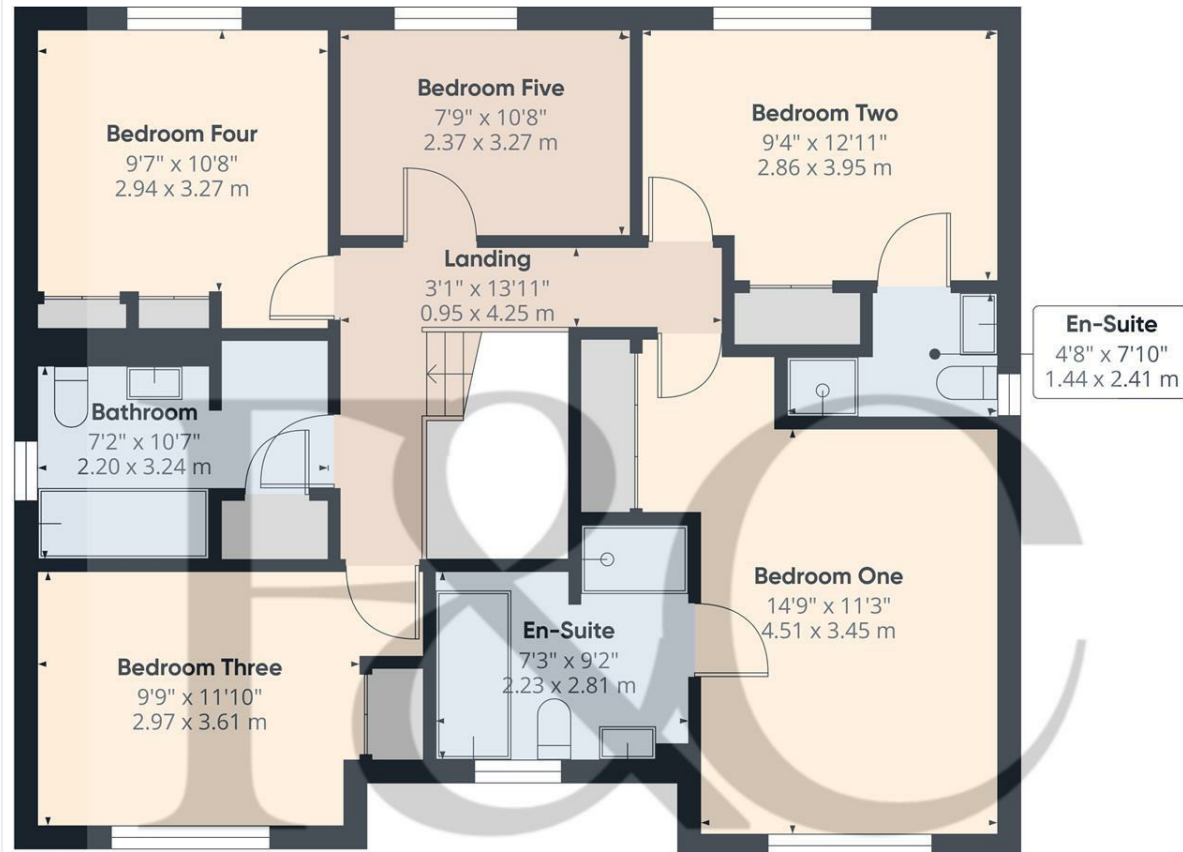 Bedroom Four
9'7" x 10'8"
2.94 x 3.27 m
Bedroom Five
7'9" x 10'8"
2.37 x 3.27 m
Bedroom Two
9'4" x 12'11"
2.86 x 3.95 m
Landing
3'1" x 13'11"
0.95 x 4.25 m
En-Suite
4'8" x 7'10"
1.44 x 2.41 m
Bathroom
7'2" x 10'7"
2.20 x 3.24 m
Bedroom One
14'9" x 11'3"
4.51 x 3.45 m
En-Suite
7'3" x 9'2"
2.23 x 2.81 m
Bedroom Three
9'9" x 11'10"
2.97 x 3.61 m
F&C